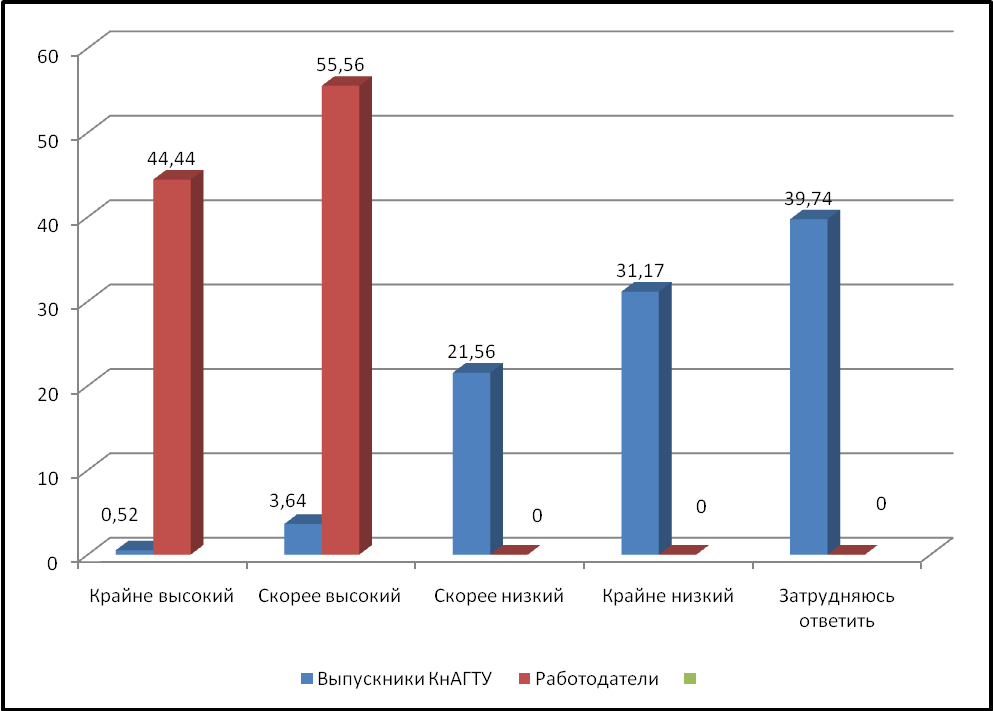 60
50
40
30
20
10
0
0,52
44,44
3,64
55,56
21,56
0
31,17
0
39,74
0
Крайне высокий
Скорее высокий
Скорее низкий
Крайне низкий
Затрудняюсь
ответить
Выпускники КнАГТУ
Работодатели